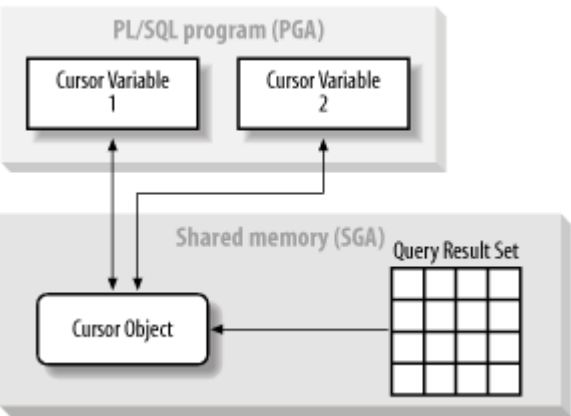 PL/SQL program (PGA)
Cursor Variable
1
Cursor Variable
2
Shared memory (SGA)
Query Result Set
Cursor Object